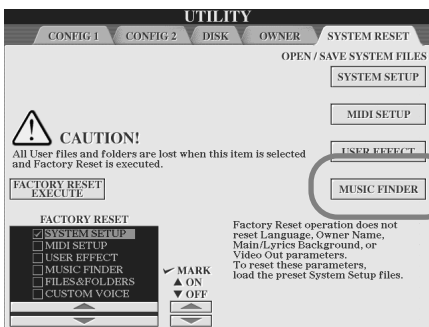 UTILITY
CONFIG 1 CONFIG 2 DISK OWNER SYSTEM RESET
OPEN / SAVE SYSTEM FILES
SYSTEM SETUP
MIDI SETUP
CAUTION!
USER EFFECT
All User files and folders are lost when this item is selected
and Factory Reset is executed.
FACTORY RESET
EXECUTE
MUSIC FINDER
FACTORY RESET
SYSTEM SETUP
MIDI SETUP
USER EFFECT
MUSIC FINDER
FILES&FOLDERS
CUSTOM VOICE
MARK
▲ ON
▼ OFF
Factory Reset operation does not
reset Language, Owner Name,
Main/Lyrics Background, or
Video Out parameters.
To reset these parameters,
load the preset System Setup files.